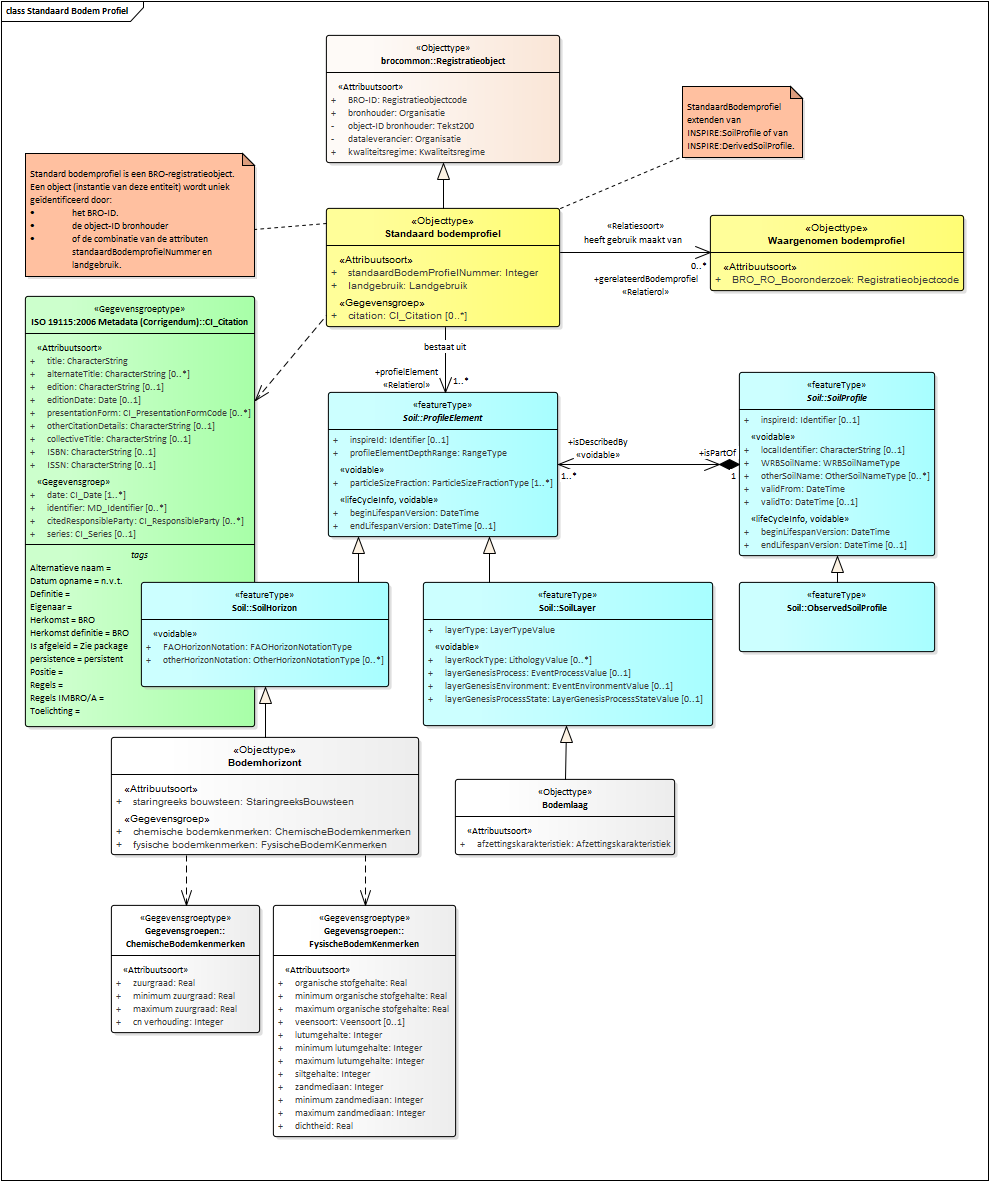 class Standaard Bodem Profiel
«Objecttype»
brocommon::Registratieobject
«Attribuutsoort»
+ BRO-ID: Registratieobjectcode
+ bronhouder: Organisatie
- object-ID bronhouder: Tekst200
- dataleverancier: Organisatie
+ kwaliteitsregime: Kwaliteitsregime
StandaardBodemprofiel
extenden van
INSPIRE:SoilProfile of van
INSPIRE:DerivedSoilProfile.
Standard bodemprofiel is een BRO-registratieobject.
Een object (instantie van deze entiteit) wordt uniek
geïdentificeerd door:
• het BRO-ID.
• de object-ID bronhouder
• of de combinatie van de attributen
standaardBodemprofielNummer en
landgebruik.
«Objecttype»
Standaard bodemprofiel
«Attribuutsoort»
+ standaardBodemProfielNummer: Integer
+ landgebruik: Landgebruik
«Gegevensgroep»
+ citation: CI_Citation [0..*]
«Relatiesoort»
heeft gebruik maakt van
0..*
+gerelateerdBodemprofiel
«Relatierol»
«Objecttype»
Waargenomen bodemprofiel
«Attribuutsoort»
+ BRO_RO_Booronderzoek: Registratieobjectcode
«Gegevensgroeptype»
ISO 19115:2006 Metadata (Corrigendum)::CI_Citation
«Attribuutsoort»
+ title: CharacterString
+ alternateTitle: CharacterString [0..*]
+ edition: CharacterString [0..1]
+ editionDate: Date [0..1]
+ presentationForm: CI_PresentationFormCode [0..*]
+ otherCitationDetails: CharacterString [0..1]
+ collectiveTitle: CharacterString [0..1]
+ ISBN: CharacterString [0..1]
+ ISSN: CharacterString [0..1]
«Gegevensgroep»
+ date: CI_Date [1..*]
+ identifier: MD_Identifier [0..*]
+ citedResponsibleParty: CI_ResponsibleParty [0..*]
+ series: CI_Series [0..1]
tags
Alternatieve naam =
Datum opname = n.v.t.
Definitie =
Eigenaar =
Herkomst = BRO
Herkomst definitie = BRO
Is afgeleid = Zie package
persistence = persistent
Positie =
Regels =
Regels IMBRO/A =
Toelichting =
bestaat uit
+profielElement
«Relatierol»
1..*
«featureType»
Soil::ProfileElement
+ inspireId: Identifier [0..1]
+ profileElementDepthRange: RangeType
«voidable»
+ particleSizeFraction: ParticleSizeFractionType [1..*]
«lifeCycleInfo, voidable»
+ beginLifespanVersion: DateTime
+ endLifespanVersion: DateTime [0..1]
+isDescribedBy
«voidable»
1..*
+isPartOf
1
«featureType»
Soil::SoilProfile
+ inspireId: Identifier [0..1]
«voidable»
+ localIdentifier: CharacterString [0..1]
+ WRBSoilName: WRBSoilNameType
+ otherSoilName: OtherSoilNameType [0..*]
+ validFrom: DateTime
+ validTo: DateTime [0..1]
«lifeCycleInfo, voidable»
+ beginLifespanVersion: DateTime
+ endLifespanVersion: DateTime [0..1]
«featureType»
Soil::SoilHorizon
«voidable»
+ FAOHorizonNotation: FAOHorizonNotationType
+ otherHorizonNotation: OtherHorizonNotationType [0..*]
«featureType»
Soil::SoilLayer
+ layerType: LayerTypeValue
«voidable»
+ layerRockType: LithologyValue [0..*]
+ layerGenesisProcess: EventProcessValue [0..1]
+ layerGenesisEnvironment: EventEnvironmentValue [0..1]
+ layerGenesisProcessState: LayerGenesisProcessStateValue [0..1]
«featureType»
Soil::ObservedSoilProfile
«Objecttype»
Bodemhorizont
«Attribuutsoort»
+ staringreeks bouwsteen: StaringreeksBouwsteen
«Gegevensgroep»
+ chemische bodemkenmerken: ChemischeBodemkenmerken
+ fysische bodemkenmerken: FysischeBodemKenmerken
«Objecttype»
Bodemlaag
«Attribuutsoort»
+ afzettingskarakteristiek: Afzettingskarakteristiek
«Gegevensgroeptype»
Gegevensgroepen::
ChemischeBodemkenmerken
«Attribuutsoort»
+ zuurgraad: Real
+ minimum zuurgraad: Real
+ maximum zuurgraad: Real
+ cn verhouding: Integer
«Gegevensgroeptype»
Gegevensgroepen::
FysischeBodemKenmerken
«Attribuutsoort»
+ organische stofgehalte: Real
+ minimum organische stofgehalte: Real
+ maximum organische stofgehalte: Real
+ veensoort: Veensoort [0..1]
+ lutumgehalte: Integer
+ minimum lutumgehalte: Integer
+ maximum lutumgehalte: Integer
+ siltgehalte: Integer
+ zandmediaan: Integer
+ minimum zandmediaan: Integer
+ maximum zandmediaan: Integer
+ dichtheid: Real